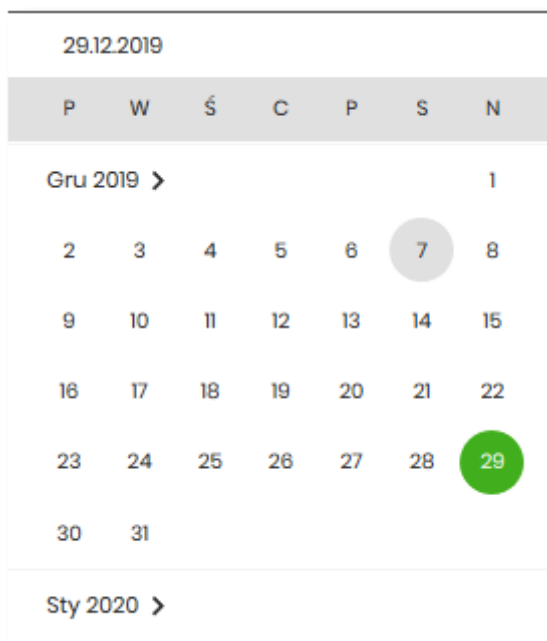 29.12.2019
P W Ś C P S N
Gru 2019 1
2 3 4 5 6 7 8
9 10 11 12 13 14 15
16 17 18 19 20 21 22
23 24 25 26 27 28 29
30 31
Sty 2020